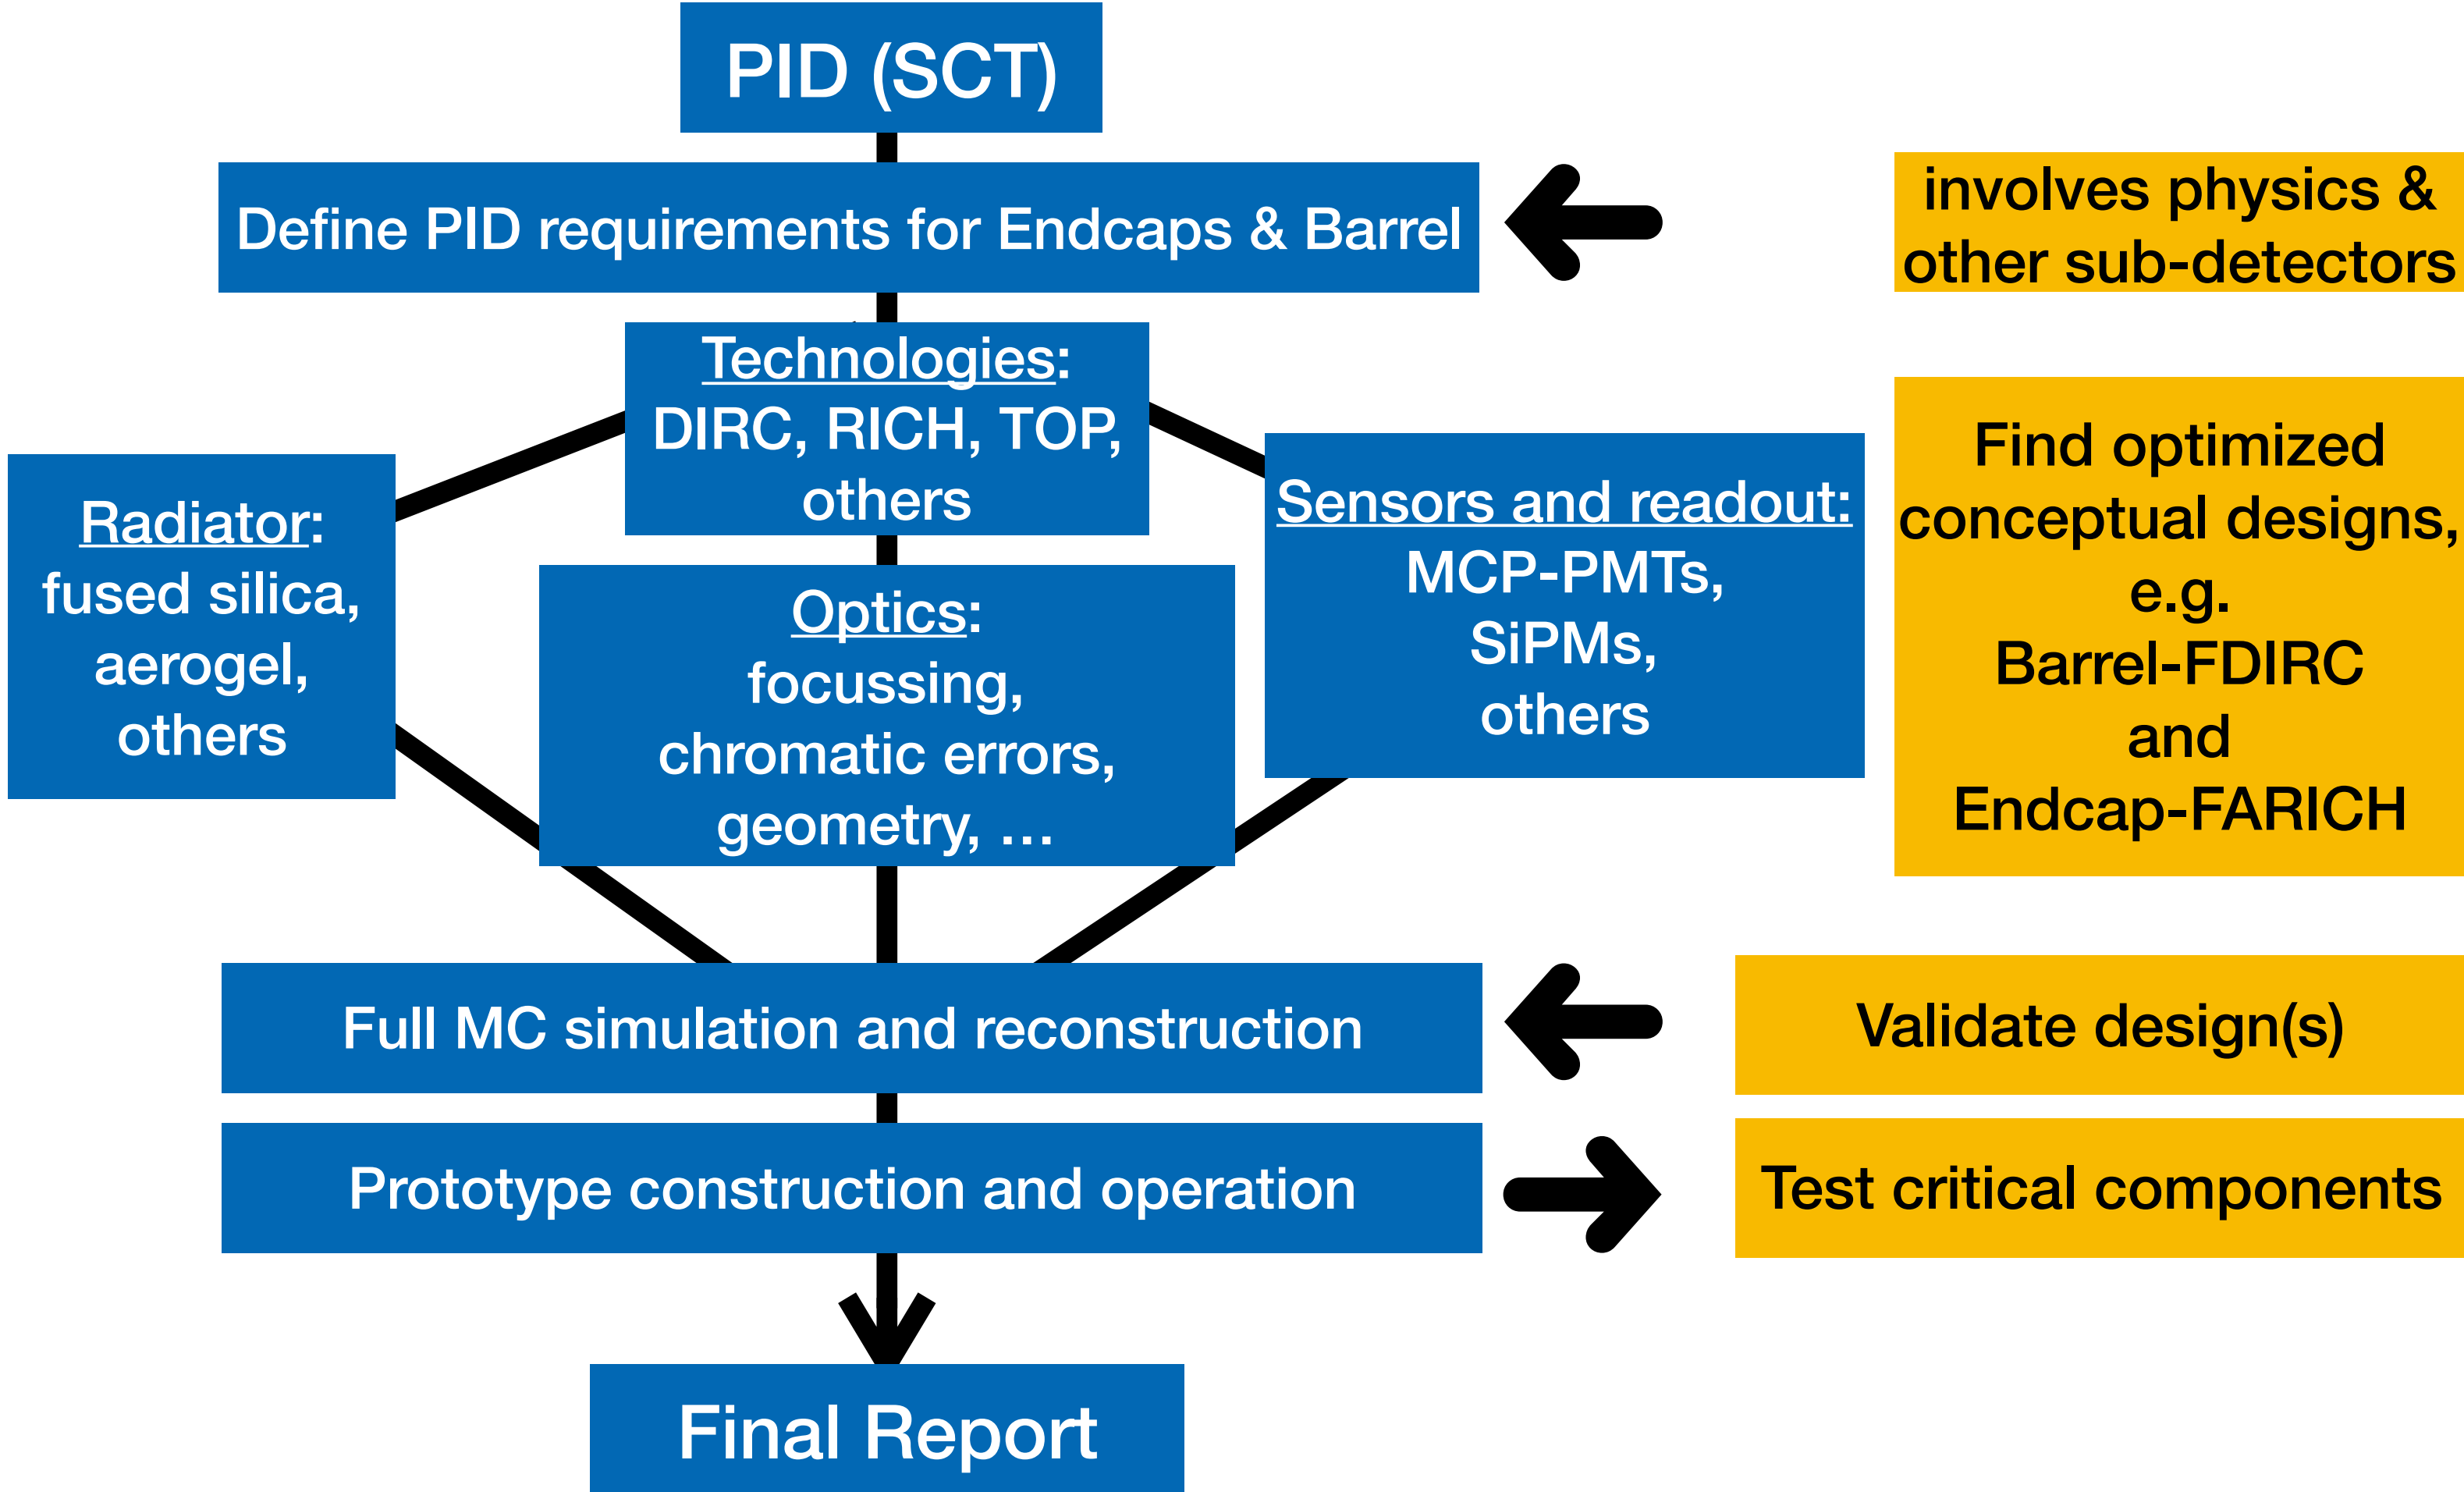 PID (SCT)
Define PID requirements for Endcaps & Barrel
involves physics &
other sub-detectors
Technologies:
DIRC, RICH, TOP,
others
Radiator:
fused silica,
aerogel,
others
Optics:
focussing,
chromatic errors,
geometry, ...
Sensors and readout:
MCP-PMTs,
SiPMs,
others
Find optimized
conceptual designs,
e.g.
Barrel-FDIRC
and
Endcap-FARICH
Full MC simulation and reconstruction
Validate design(s)
Prototype construction and operation
Test critical components
Final Report